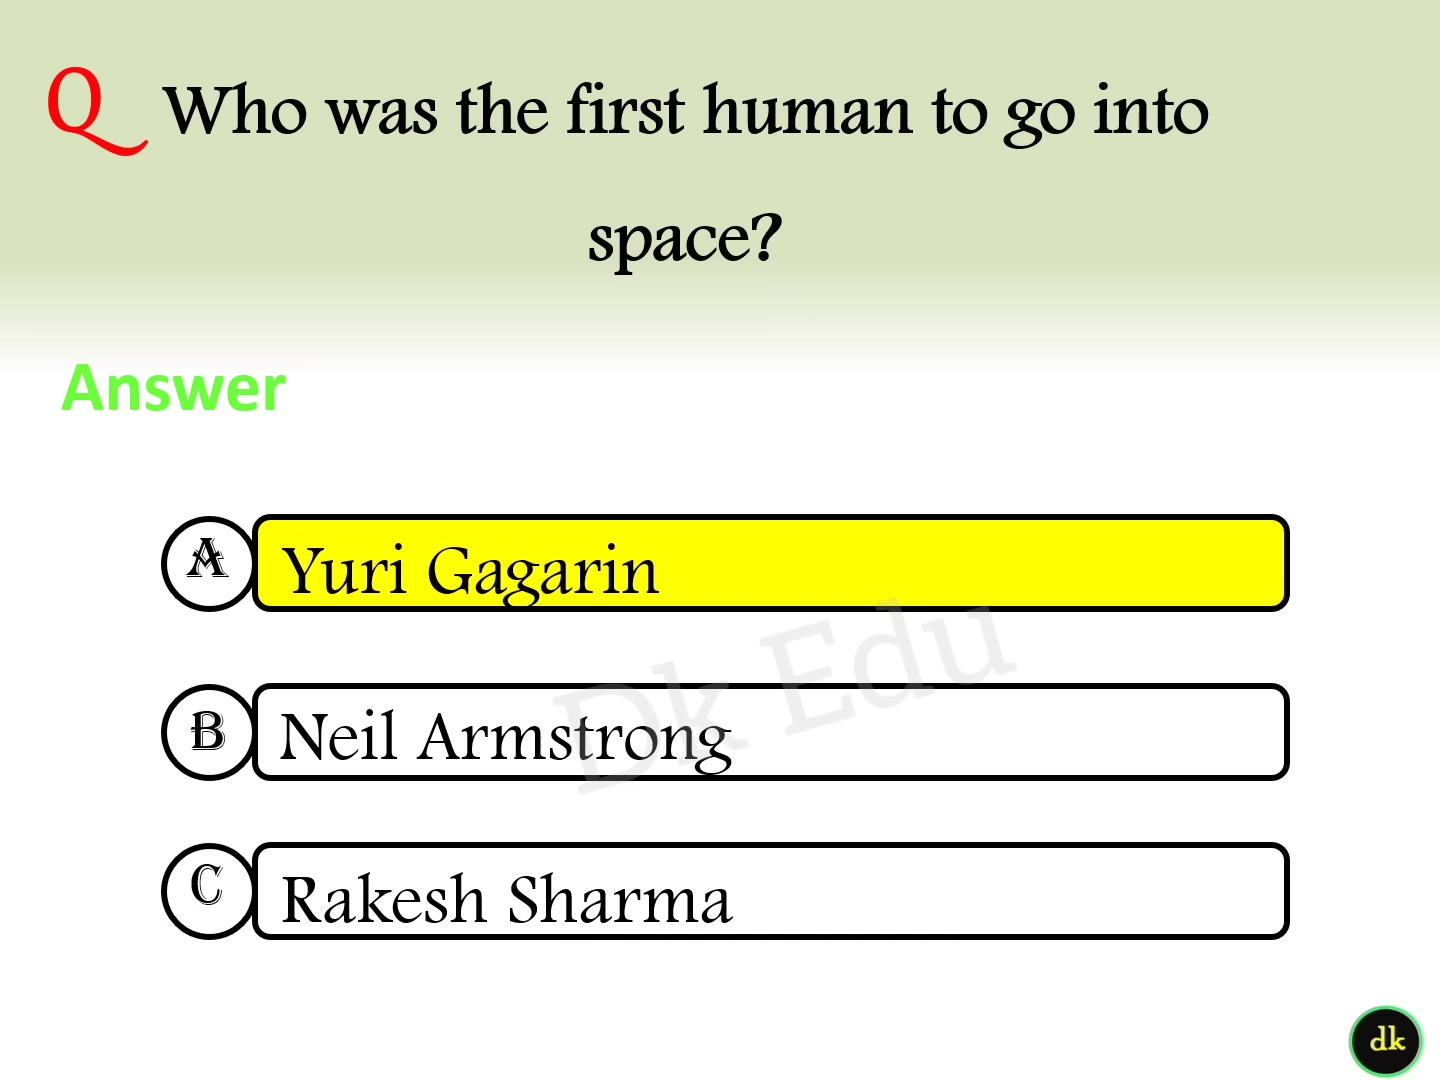 Q Who was the first human to go into
space?
Answer
A Yuri Gagarin
Dk Edu
B Neil Armstrong
C Rakesh Sharma
dk